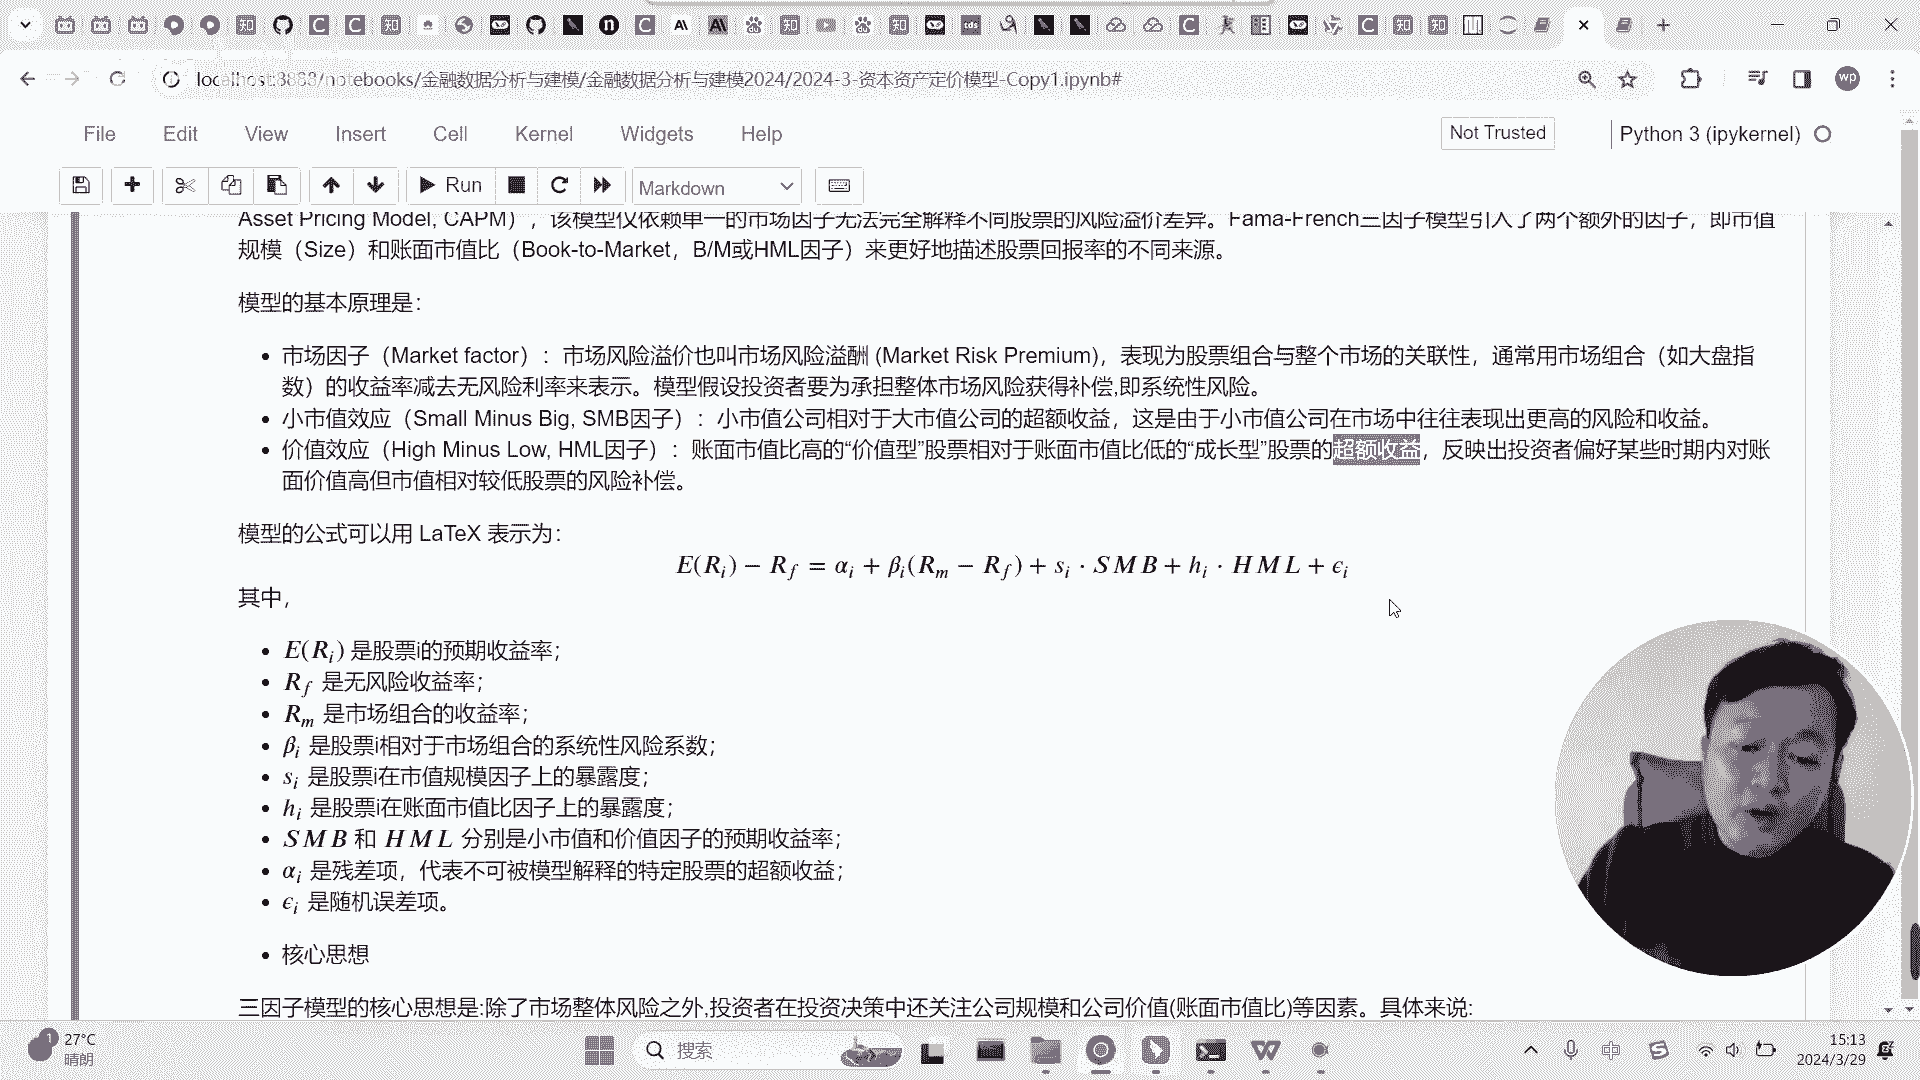 localhost:8888/notebooks/金融数据分析与建模/金融数据分析与建模2024/2024-3-资本资产定价模型-Copy1.ipynb#
wp
File Edit View Insert Cell Kernel Widgets Help
Not Trusted
Python 3 (ipykernel)
Run
Markdown
Asset Pricing Model, CAPM），该模型仅依赖单一的市场因子无法完全解释不同股票的风险溢价差异。Fama-French三因子模型引入了两个额外的因子，即市值
规模（Size）和账面市值比（Book-to-Market，B/M或HML因子）来更好地描述股票回报率的不同来源。
模型的基本原理是：
市场因子（Market factor）：市场风险溢价也叫市场风险溢酬 (Market Risk Premium)，表现为股票组合与整个市场的关联性，通常用市场组合（如大盘指
数）的收益率减去无风险利率来表示。模型假设投资者要为承担整体市场风险获得补偿,即系统性风险。
小市值效应（Small Minus Big, SMB因子）：小市值公司相对于大市值公司的超额收益，这是由于小市值公司在市场中往往表现出更高的风险和收益。
价值效应（High Minus Low, HML因子）：账面市值比高的“价值型”股票相对于账面市值比低的“成长型”股票的超额收益，反映出投资者偏好某些时期内对账
面价值高但市值相对较低股票的风险补偿。
模型的公式可以用 LaTeX 表示为：
E(R_i) − R_f = α_i + β_i(R_m − R_f) + s_i · SMB + h_i · HML + ϵ_i
其中，
E(R_i) 是股票i的预期收益率；
R_f 是无风险收益率；
R_m 是市场组合的收益率；
β_i 是股票i相对于市场组合的系统性风险系数；
s_i 是股票i在市值规模因子上的暴露度；
h_i 是股票i在账面市值比因子上的暴露度；
SMB 和 HML 分别是小市值和价值因子的预期收益率；
α_i 是残差项，代表不可被模型解释的特定股票的超额收益；
ϵ_i 是随机误差项。
核心思想
三因子模型的核心思想是:除了市场整体风险之外,投资者在投资决策中还关注公司规模和公司价值(账面市值比)等因素。具体来说:
1
27°C
晴朗
搜索
中
15:13
2024/3/29